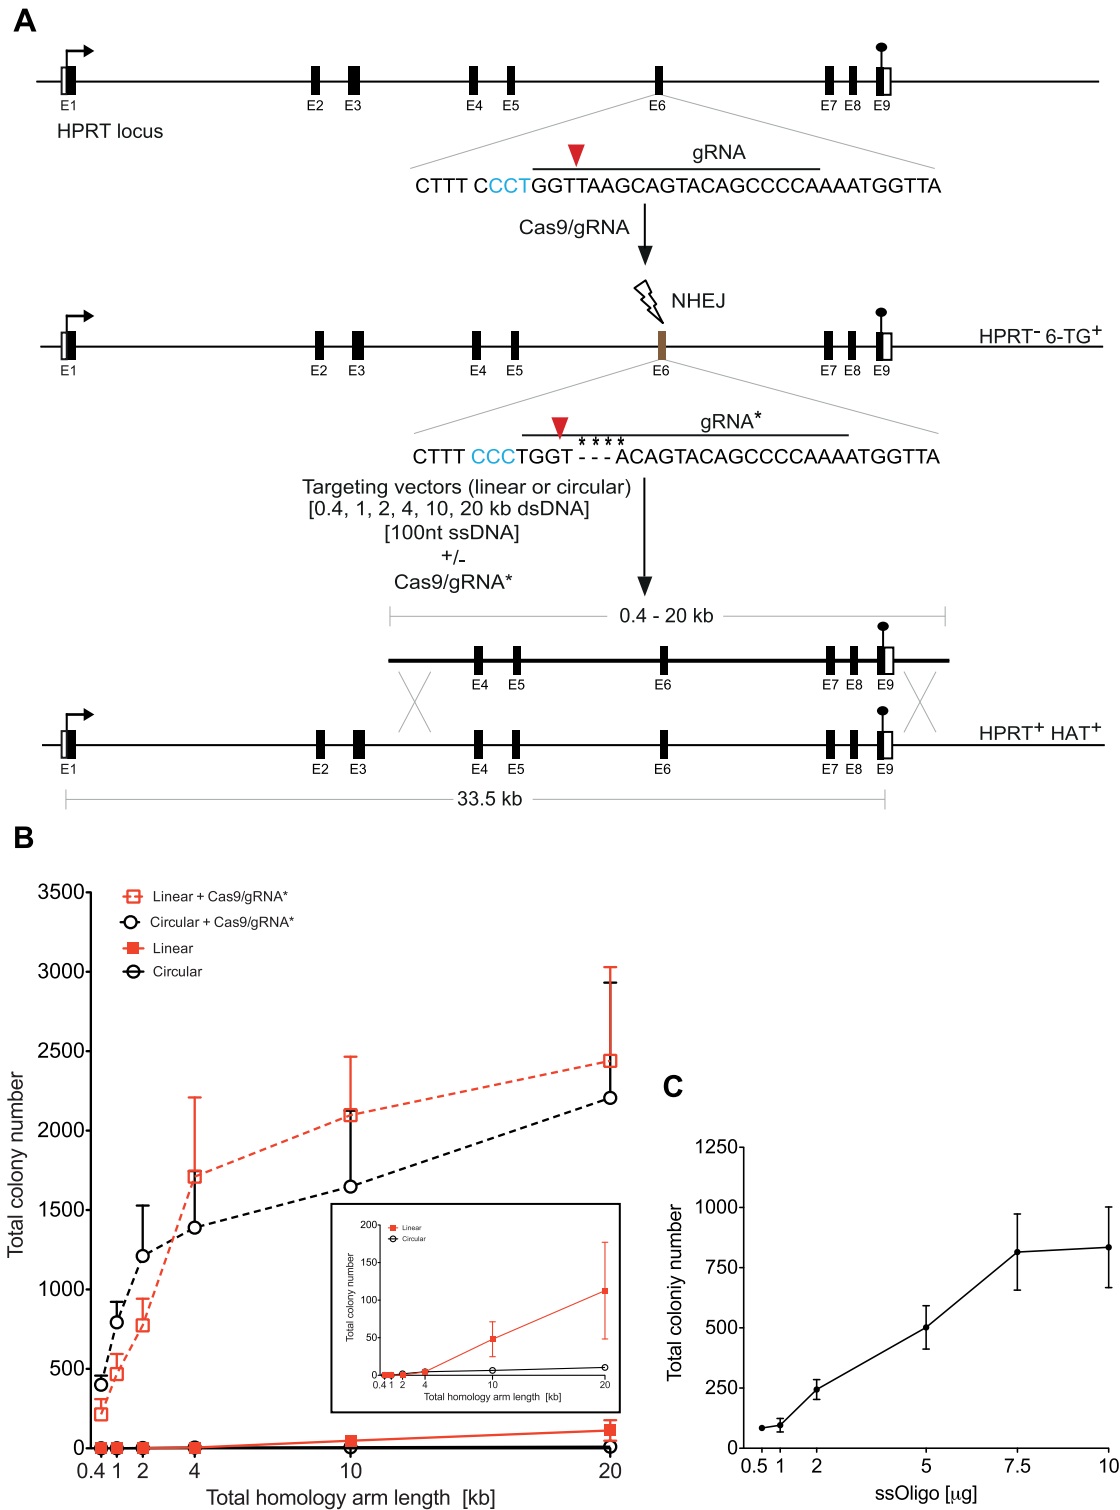 A
E1 E2 E3 E4 E5 E6 E7 E8 E9
HPRT locus
gRNA
CTTT CCCTGGTTAAGCAGTACAGCCCCAAAATGGTTA
Cas9/gRNA
NHEJ
HPRT- 6-TG+
E1 E2 E3 E4 E5 E6 E7 E8 E9
gRNA*
* * * *
CTTT CCCTGGT - - - ACAGTACAGCCCCAAAATGGTTA
Targeting vectors (linear or circular)
[0.4, 1, 2, 4, 10, 20 kb dsDNA]
[100nt ssDNA]
+/-
Cas9/gRNA*
0.4 - 20 kb
E4 E5 E6 E7 E8 E9
HPRT+ HAT+
E1 E2 E3 E4 E5 E6 E7 E8 E9
33.5 kb
B
Total colony number
3500
3000
2500
2000
1500
1000
500
0
Linear + Cas9/gRNA*
Circular + Cas9/gRNA*
Linear
Circular
0.4 1 2 4 10 20
Total homology arm length [kb]
Total colony number
200
150
100
50
0
Linear
Circular
0.4 1 2 4 10 20
Total homology arm length [kb]
C
Total coloniy number
1250
1000
750
500
250
0
0.5 1 2 5 7.5 10
ssOligo [µg]